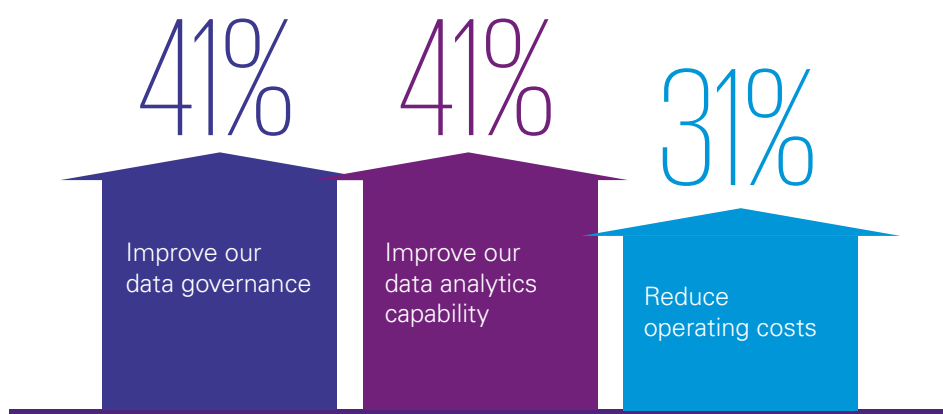 41%
41%
31%
Improve our
data governance
Improve our
data analytics
capability
Reduce
operating costs